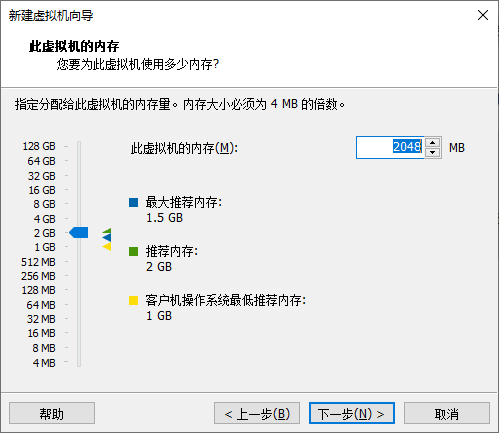 新建虚拟机向导
此虚拟机的内存
您要为此虚拟机使用多少内存?
指定分配给此虚拟机的内存量。内存大小必须为 4 MB 的倍数。
128 GB
64 GB
32 GB
16 GB
8 GB
4 GB
2 GB
1 GB
512 MB
256 MB
128 MB
64 MB
32 MB
16 MB
8 MB
4 MB
此虚拟机的内存(M): 2048 MB
最大推荐内存:
1.5 GB
推荐内存:
2 GB
客户机操作系统最低推荐内存:
1 GB
帮助 < 上一步(B) 下一步(N) > 取消